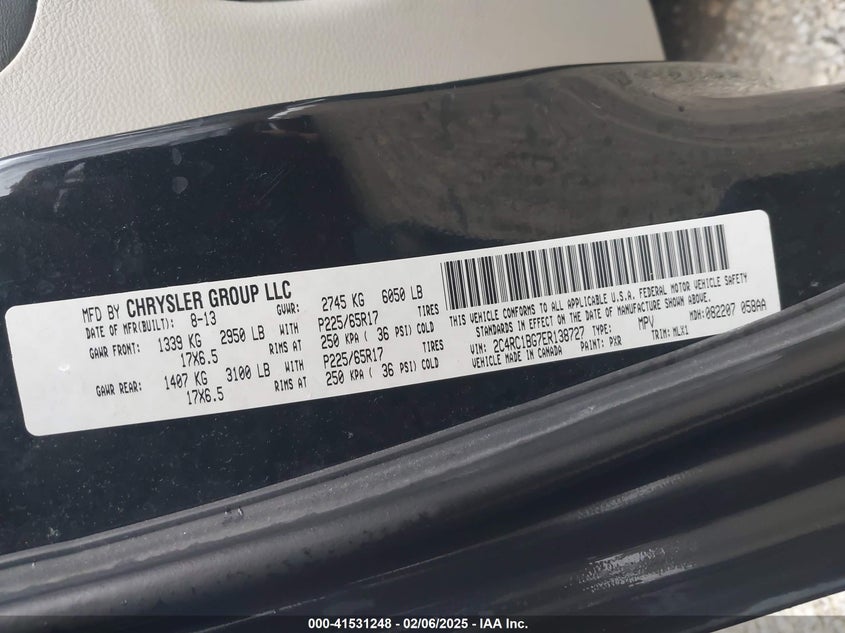 MFD BY CHRYSLER GROUP LLC
DATE OF MFR(BUILT): 8-13 GVWR: 2745 KG 6050 LB
GAWR FRONT: 1339 KG 2950 LB WITH P225/65R17 TIRES
17X6.5 RIMS AT 250 KPA ( 36 PSI) COLD
GAWR REAR: 1407 KG 3100 LB WITH P225/65R17 TIRES
17X6.5 RIMS AT 250 KPA ( 36 PSI) COLD
THIS VEHICLE CONFORMS TO ALL APPLICABLE U.S.A. FEDERAL MOTOR VEHICLE SAFETY
STANDARDS IN EFFECT ON THE DATE OF MANUFACTURE SHOWN ABOVE.
VIN: 2C4RC1BG7ER138727 TYPE: MPV MDH: 082207 058AA
VEHICLE MADE IN CANADA PAINT: PXR TRIM: MLX1
000-41531248 - 02/06/2025 - IAA Inc.